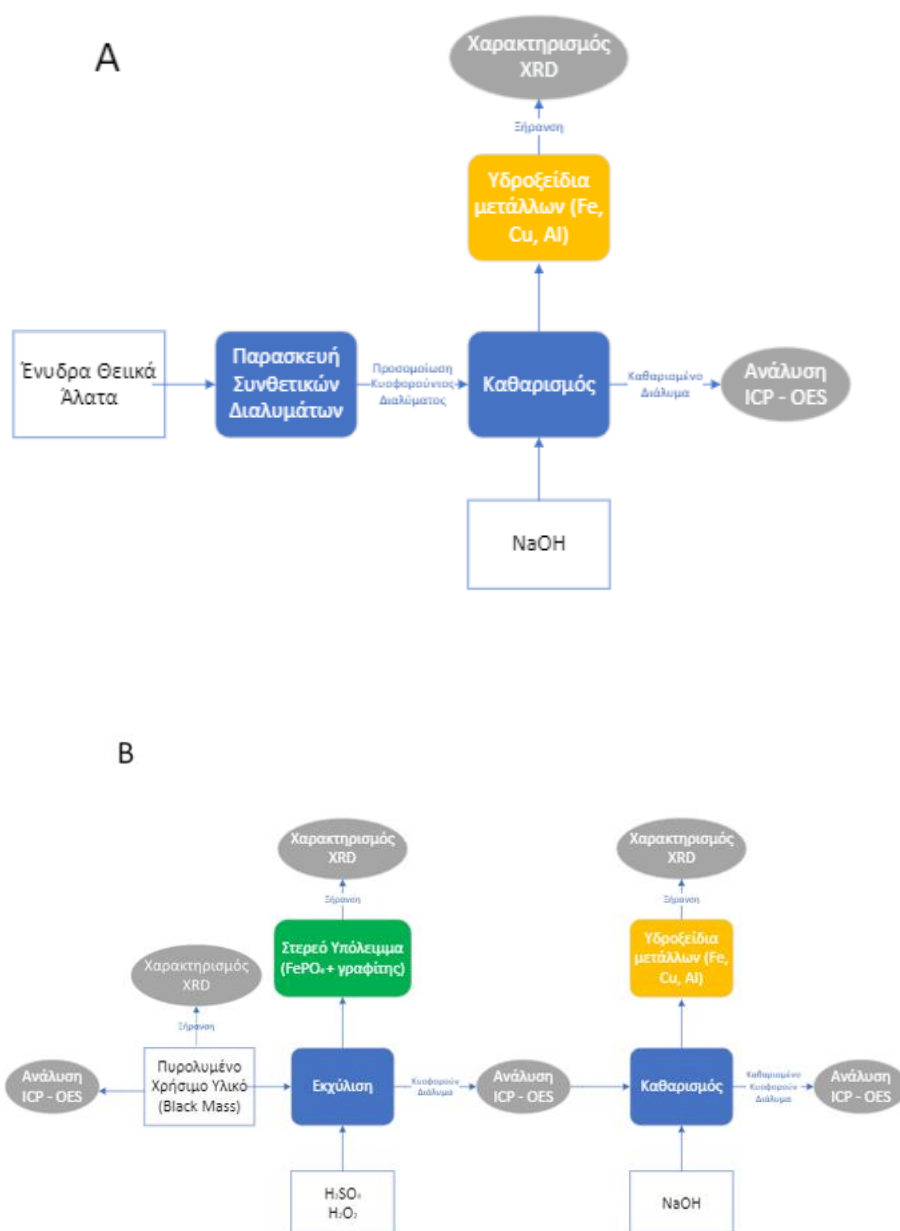 A
Χαρακτηρισμός
XRD
Ξήρανση
Υδροξείδια
μετάλλων (Fe,
Cu, Al)
Ένυδρα Θειικά
Άλατα
Παρασκευή
Συνθετικών
Διαλυμάτων
Προσομοίωση
Κυοφορούντος
Διαλύματος
Καθαρισμός
Καθαρισμένο
Διάλυμα
Ανάλυση
ICP - OES
NaOH
B
Χαρακτηρισμός
XRD
Ξήρανση
Στερεό Υπόλειμμα
(FePO₄ + γραφίτης)
Χαρακτηρισμός
XRD
Ξήρανση
Υδροξείδια
μετάλλων (Fe,
Cu, Al)
Χαρακτηρισμός
XRD
Ξήρανση
Ανάλυση
ICP - OES
Πυρολυμένο
Χρήσιμο Υλικό
(Black Mass)
Εκχύλιση
Κυοφορούν
Διάλυμα
Ανάλυση
ICP - OES
Καθαρισμός
Καθαρισμένο
Κυοφορούν
Διάλυμα
Ανάλυση
ICP - OES
H₂SO₄
H₂O₂
NaOH